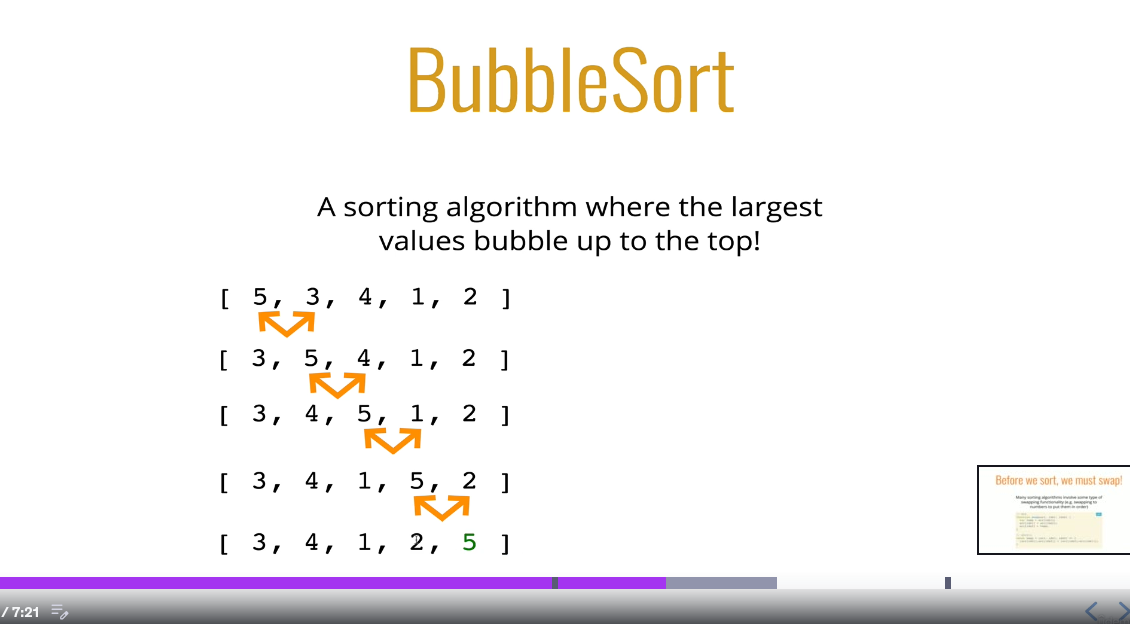 BubbleSort
A sorting algorithm where the largest
values bubble up to the top!
[ 5, 3, 4, 1, 2 ]
[ 3, 5, 4, 1, 2 ]
[ 3, 4, 5, 1, 2 ]
[ 3, 4, 1, 5, 2 ]
[ 3, 4, 1, 2, 5 ]
Before we sort, we must swap!
Many sorting algorithms involve some type of
swapping functionality (e.g. swapping to
numbers to put them in order)
/ 7:21